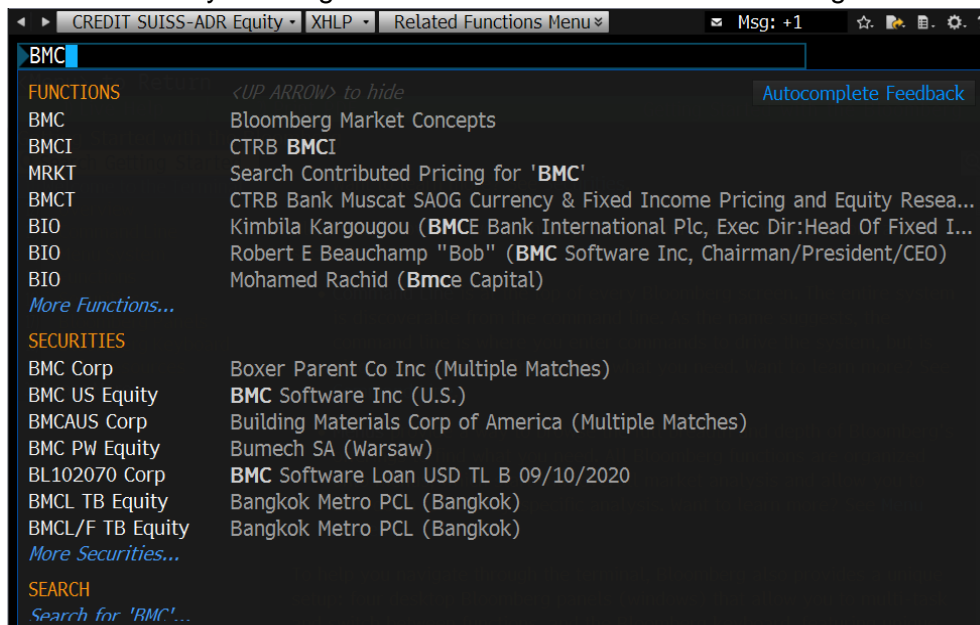 CREDIT SUISS-ADR Equity XHLP Related Functions Menu Msg: +1
BMC
FUNCTIONS <UP ARROW> to hide Autocomplete Feedback
BMC Bloomberg Market Concepts
BMCI CTRB BMCI
MRKT Search Contributed Pricing for 'BMC'
BMCT CTRB Bank Muscat SAOG Currency & Fixed Income Pricing and Equity Resea...
BIO Kimbila Kargougou (BMCE Bank International Plc, Exec Dir:Head Of Fixed I...
BIO Robert E Beauchamp "Bob" (BMC Software Inc, Chairman/President/CEO)
BIO Mohamed Rachid (Bmce Capital)
More Functions...
SECURITIES
BMC Corp Boxer Parent Co Inc (Multiple Matches)
BMC US Equity BMC Software Inc (U.S.)
BMCAUS Corp Building Materials Corp of America (Multiple Matches)
BMC PW Equity Bumech SA (Warsaw)
BL102070 Corp BMC Software Loan USD TL B 09/10/2020
BMCL TB Equity Bangkok Metro PCL (Bangkok)
BMCL/F TB Equity Bangkok Metro PCL (Bangkok)
More Securities...
SEARCH
Search for 'BMC'...